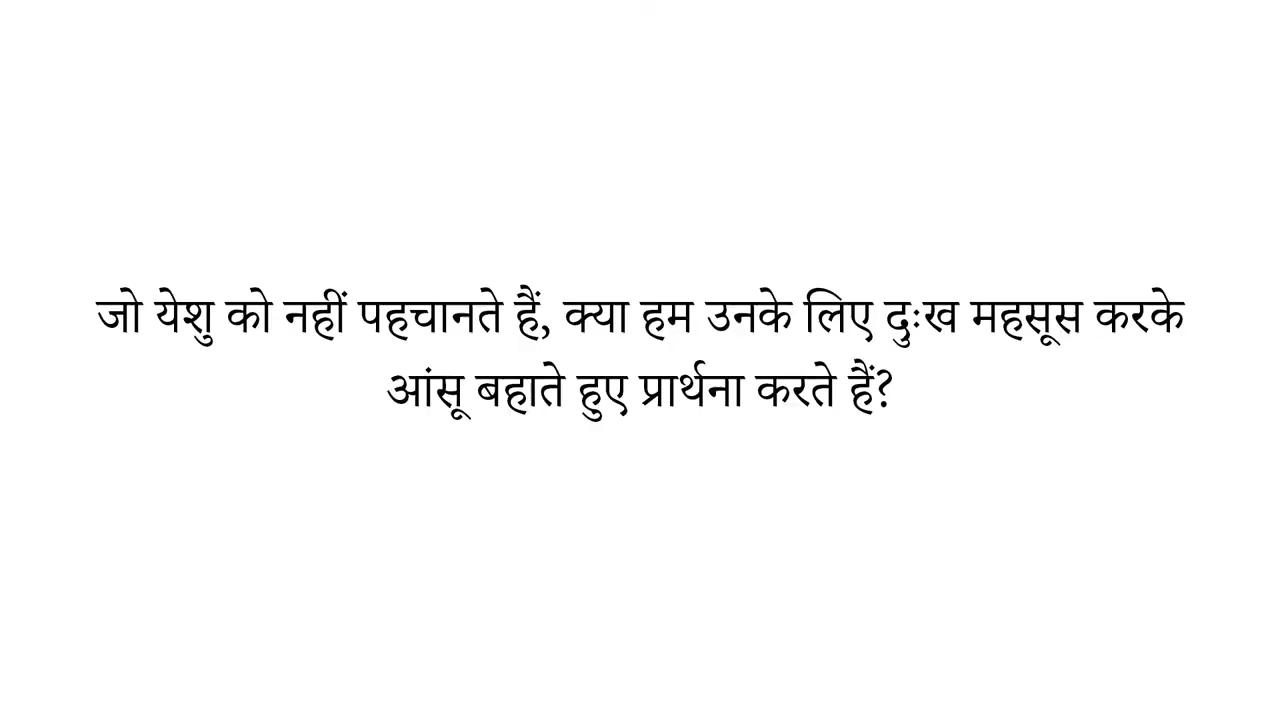 जो येशु को नहीं पहचानते हैं, क्या हम उनके लिए दुःख महसूस करके
आंसू बहाते हुए प्रार्थना करते हैं?